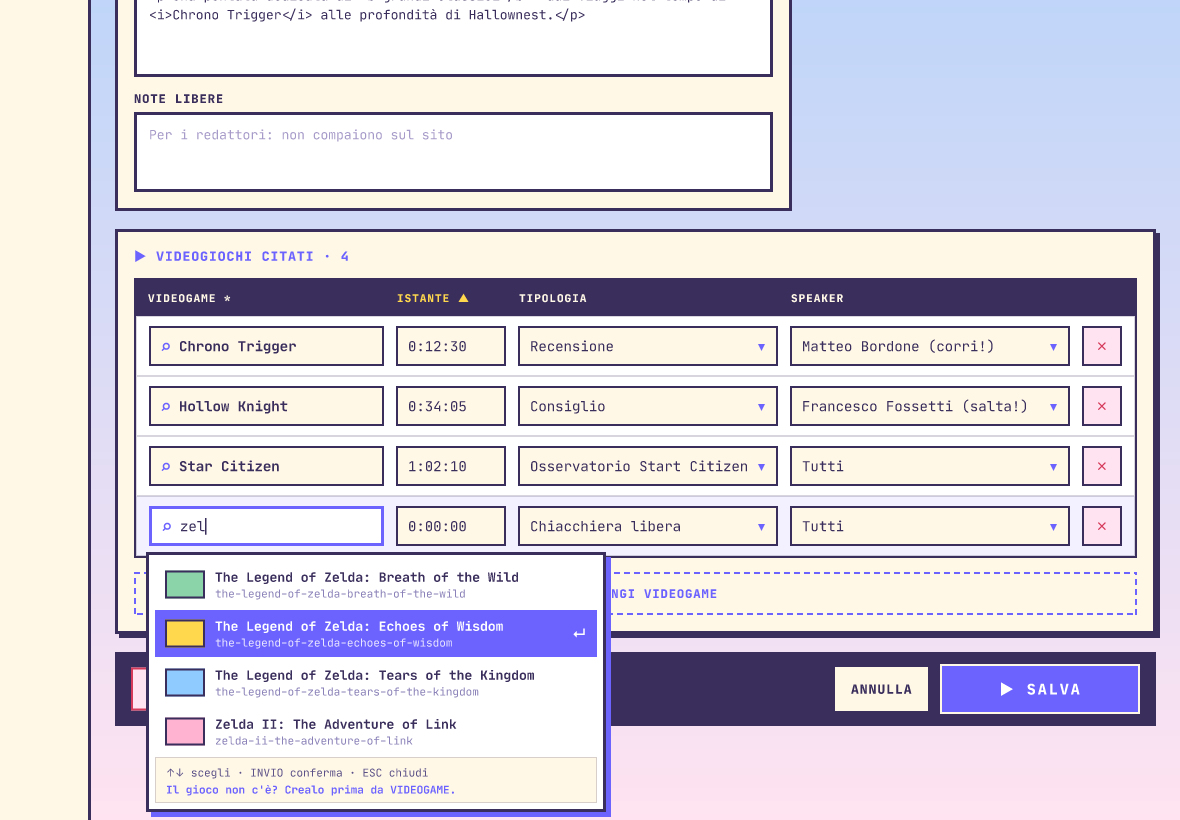 <i>Chrono Trigger</i> alle profondità di Hallownest.</p>
NOTE LIBERE
Per i redattori: non compaiono sul sito
▶ VIDEOGIOCHI CITATI · 4
VIDEOGAME * ISTANTE ▲ TIPOLOGIA SPEAKER
⌕ Chrono Trigger 0:12:30 Recensione ▼ Matteo Bordone (corri!) ▼ ×
⌕ Hollow Knight 0:34:05 Consiglio ▼ Francesco Fossetti (salta!) ▼ ×
⌕ Star Citizen 1:02:10 Osservatorio Start Citizen ▼ Tutti ▼ ×
⌕ zel 0:00:00 Chiacchiera libera ▼ Tutti ▼ ×
The Legend of Zelda: Breath of the Wild
the-legend-of-zelda-breath-of-the-wild
NGI VIDEOGAME
The Legend of Zelda: Echoes of Wisdom ↵
the-legend-of-zelda-echoes-of-wisdom
The Legend of Zelda: Tears of the Kingdom
the-legend-of-zelda-tears-of-the-kingdom
Zelda II: The Adventure of Link
zelda-ii-the-adventure-of-link
↑↓ scegli · INVIO conferma · ESC chiudi
Il gioco non c'è? Crealo prima da VIDEOGAME.
ANNULLA
▶ SALVA